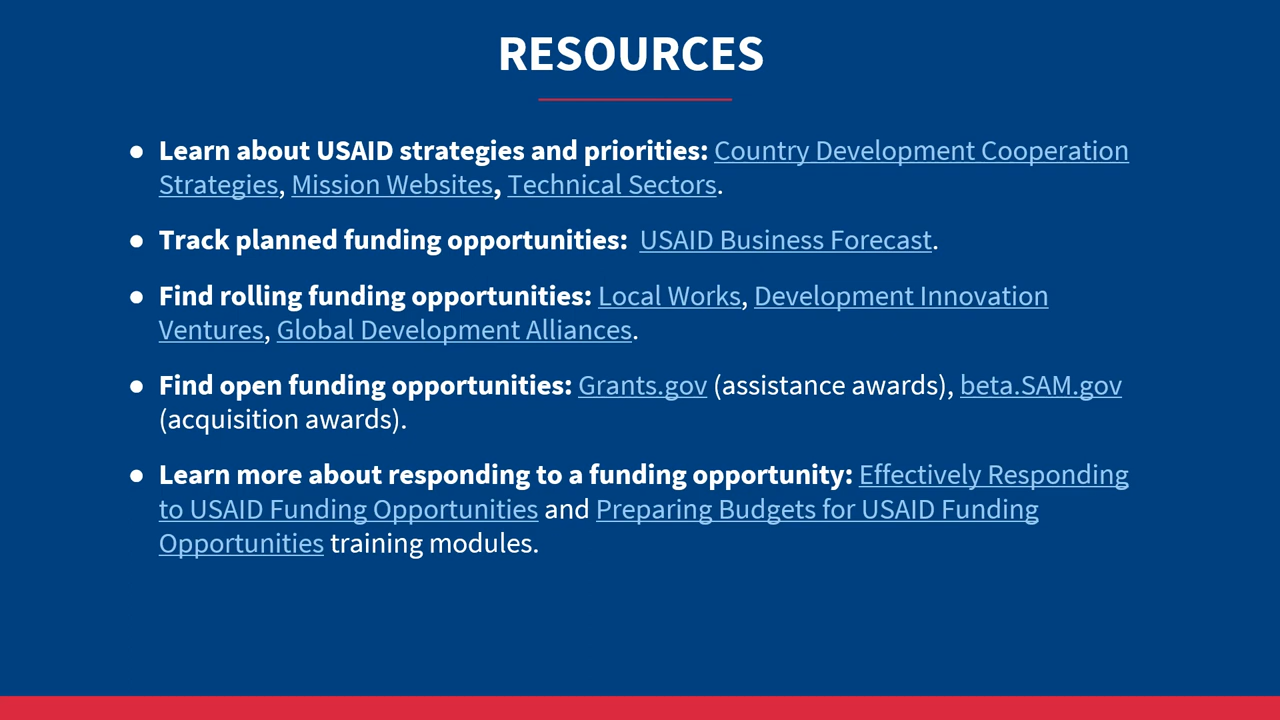 RESOURCES
● Learn about USAID strategies and priorities: Country Development Cooperation
Strategies, Mission Websites, Technical Sectors.
● Track planned funding opportunities:  USAID Business Forecast.
● Find rolling funding opportunities: Local Works, Development Innovation
Ventures, Global Development Alliances.
● Find open funding opportunities: Grants.gov (assistance awards), beta.SAM.gov
(acquisition awards).
● Learn more about responding to a funding opportunity: Effectively Responding
to USAID Funding Opportunities and Preparing Budgets for USAID Funding
Opportunities training modules.